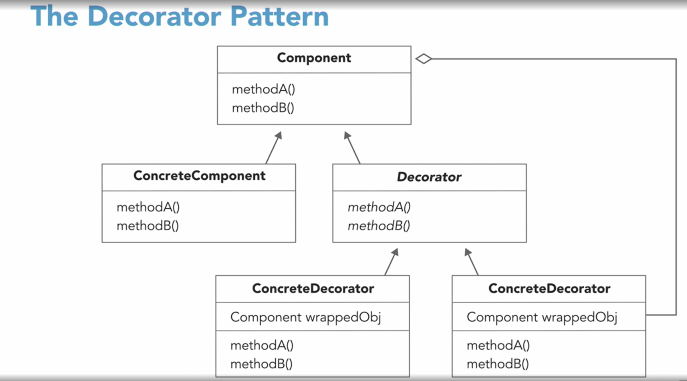 The Decorator Pattern
Component
methodA()
methodB()
ConcreteComponent
methodA()
methodB()
Decorator
methodA()
methodB()
ConcreteDecorator
Component wrappedObj
methodA()
methodB()
ConcreteDecorator
Component wrappedObj
methodA()
methodB()